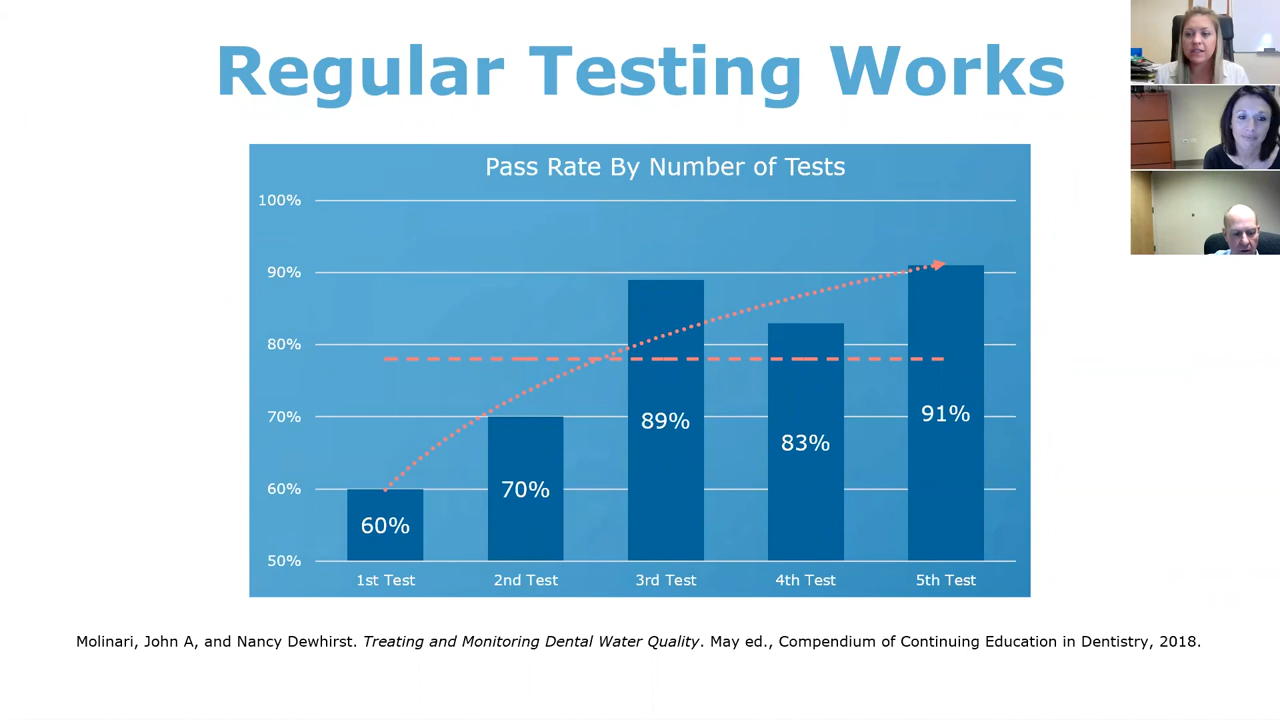 Regular Testing Works
Pass Rate By Number of Tests
100%
90%
80%
70%
60%
50%
60%
70%
89%
83%
91%
1st Test
2nd Test
3rd Test
4th Test
5th Test
Molinari, John A, and Nancy Dewhirst. Treating and Monitoring Dental Water Quality. May ed., Compendium of Continuing Education in Dentistry, 2018.